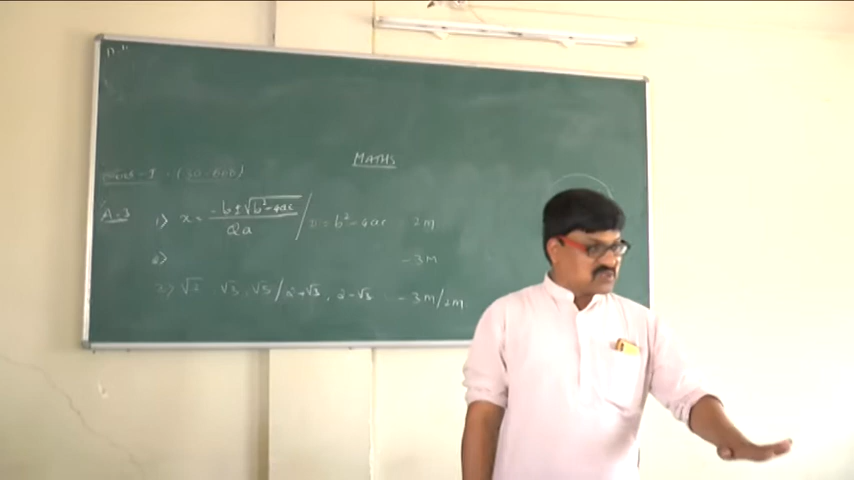 MATHS
A-3 1) x = -b±√b²-4ac / 2a / D = b²-4ac 2m
2) -3m
3) √2, √3, √5 / 2+√3, 2-√3 - 3m/2m